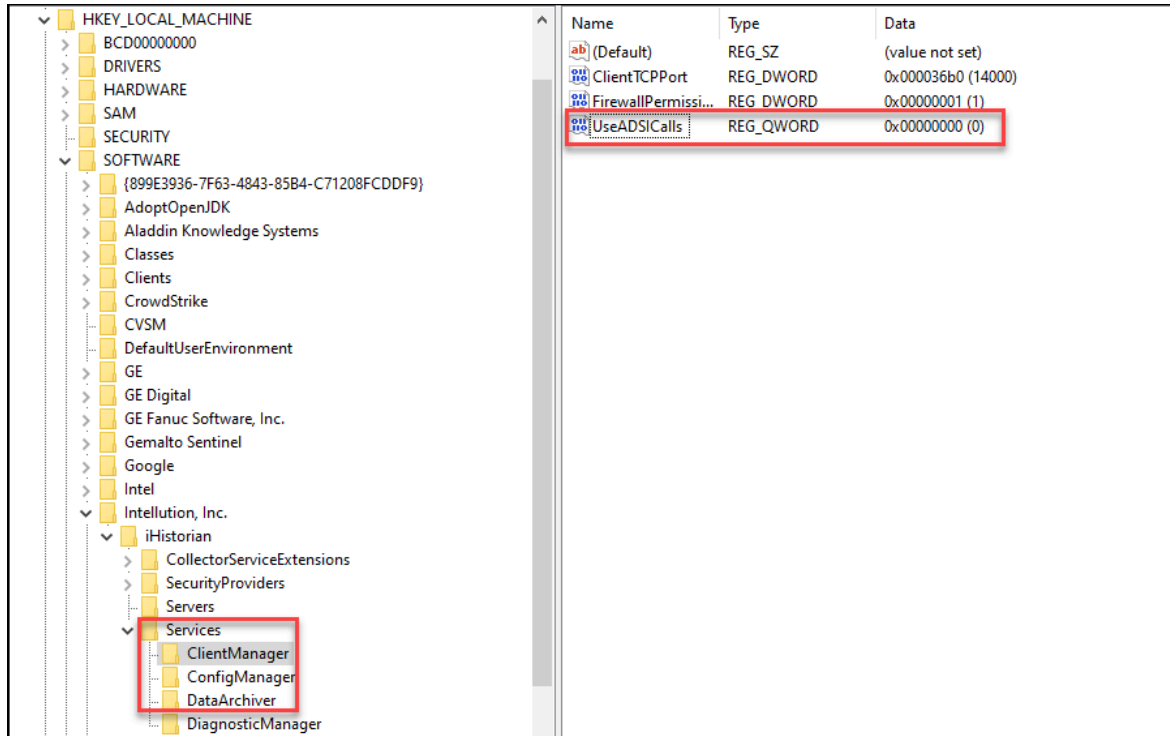 HKEY_LOCAL_MACHINE
BCD00000000
DRIVERS
HARDWARE
SAM
SECURITY
SOFTWARE
{899E3936-7F63-4843-85B4-C71208FCDDF9}
AdoptOpenJDK
Aladdin Knowledge Systems
Classes
Clients
CrowdStrike
CVSM
DefaultUserEnvironment
GE
GE Digital
GE Fanuc Software, Inc.
Gemalto Sentinel
Google
Intel
Intellution, Inc.
iHistorian
CollectorServiceExtensions
SecurityProviders
Servers
Services
ClientManager
ConfigManager
DataArchiver
DiagnosticManager
Name Type Data
ab (Default) REG_SZ (value not set)
ClientTCPPort REG_DWORD 0x000036b0 (14000)
FirewallPermissi... REG_DWORD 0x00000001 (1)
UseADSICalls REG_QWORD 0x00000000 (0)